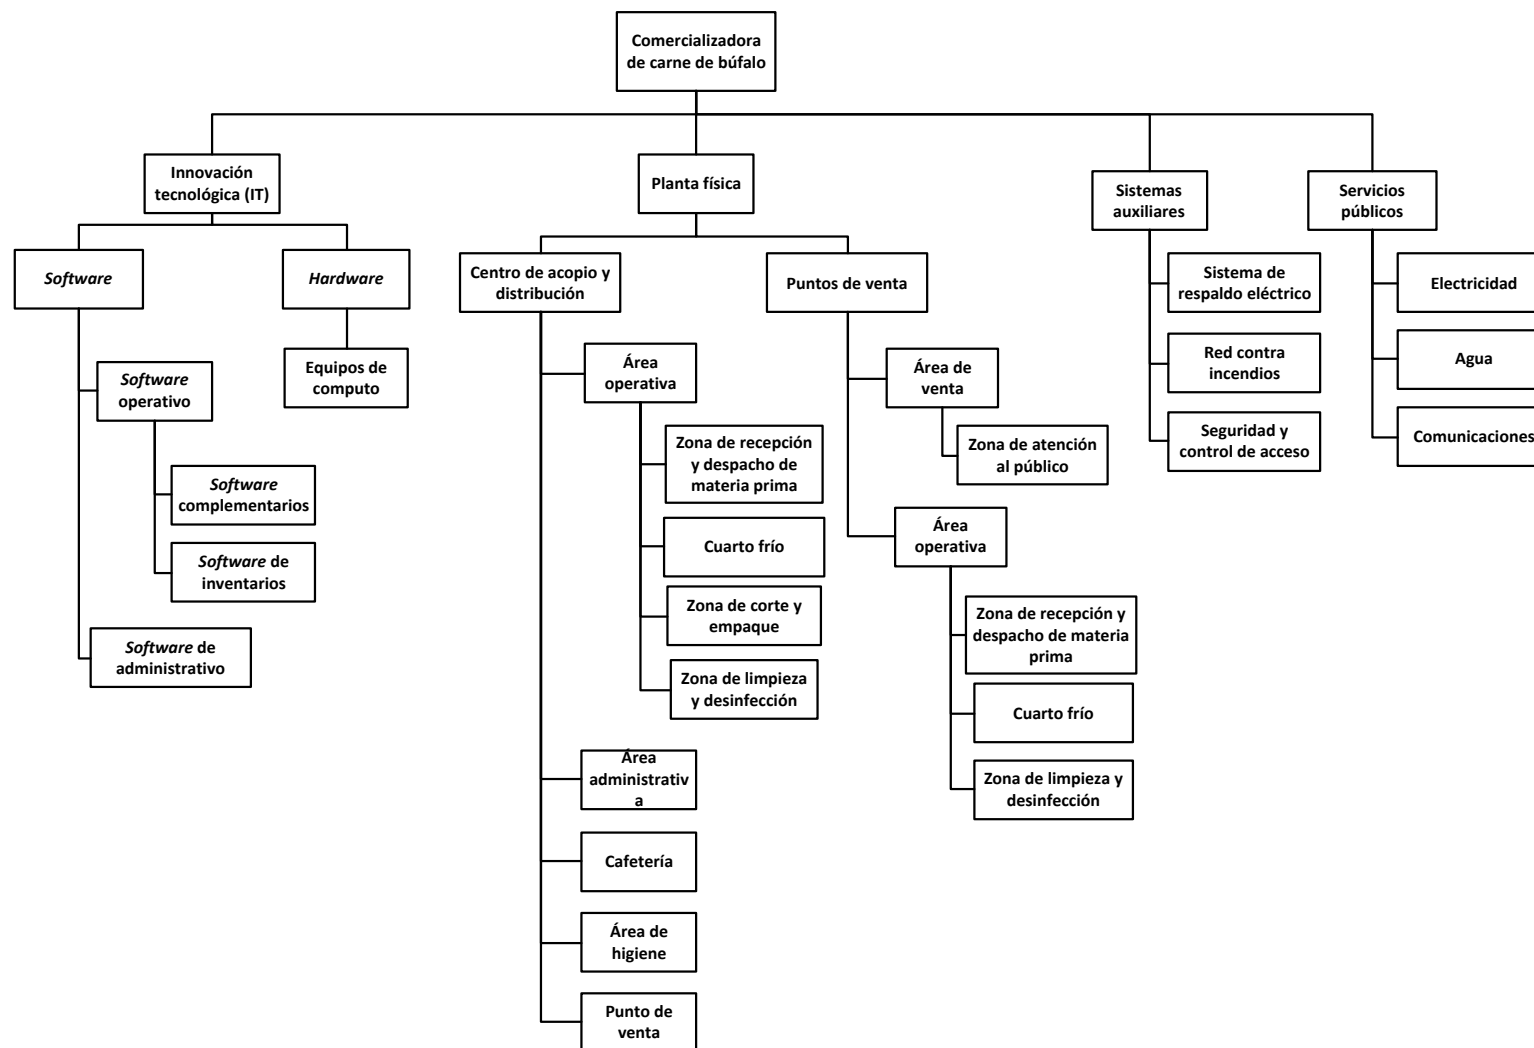 Comercializadora
de carne de búfalo
Innovación
tecnológica (IT)
Planta física
Sistemas
auxiliares
Servicios
públicos
Software
Hardware
Centro de acopio y
distribución
Puntos de venta
Sistema de
respaldo eléctrico
Electricidad
Software
operativo
Equipos de
computo
Área
operativa
Área de
venta
Red contra
incendios
Agua
Zona de recepción
y despacho de
materia prima
Zona de atención
al público
Seguridad y
control de acceso
Comunicaciones
Software
complementarios
Cuarto frío
Área
operativa
Software de
inventarios
Zona de corte y
empaque
Zona de recepción y
despacho de materia
prima
Software de
administrativo
Zona de limpieza
y desinfección
Cuarto frío
Área
administrativ
a
Zona de limpieza y
desinfección
Cafetería
Área de
higiene
Punto de
venta